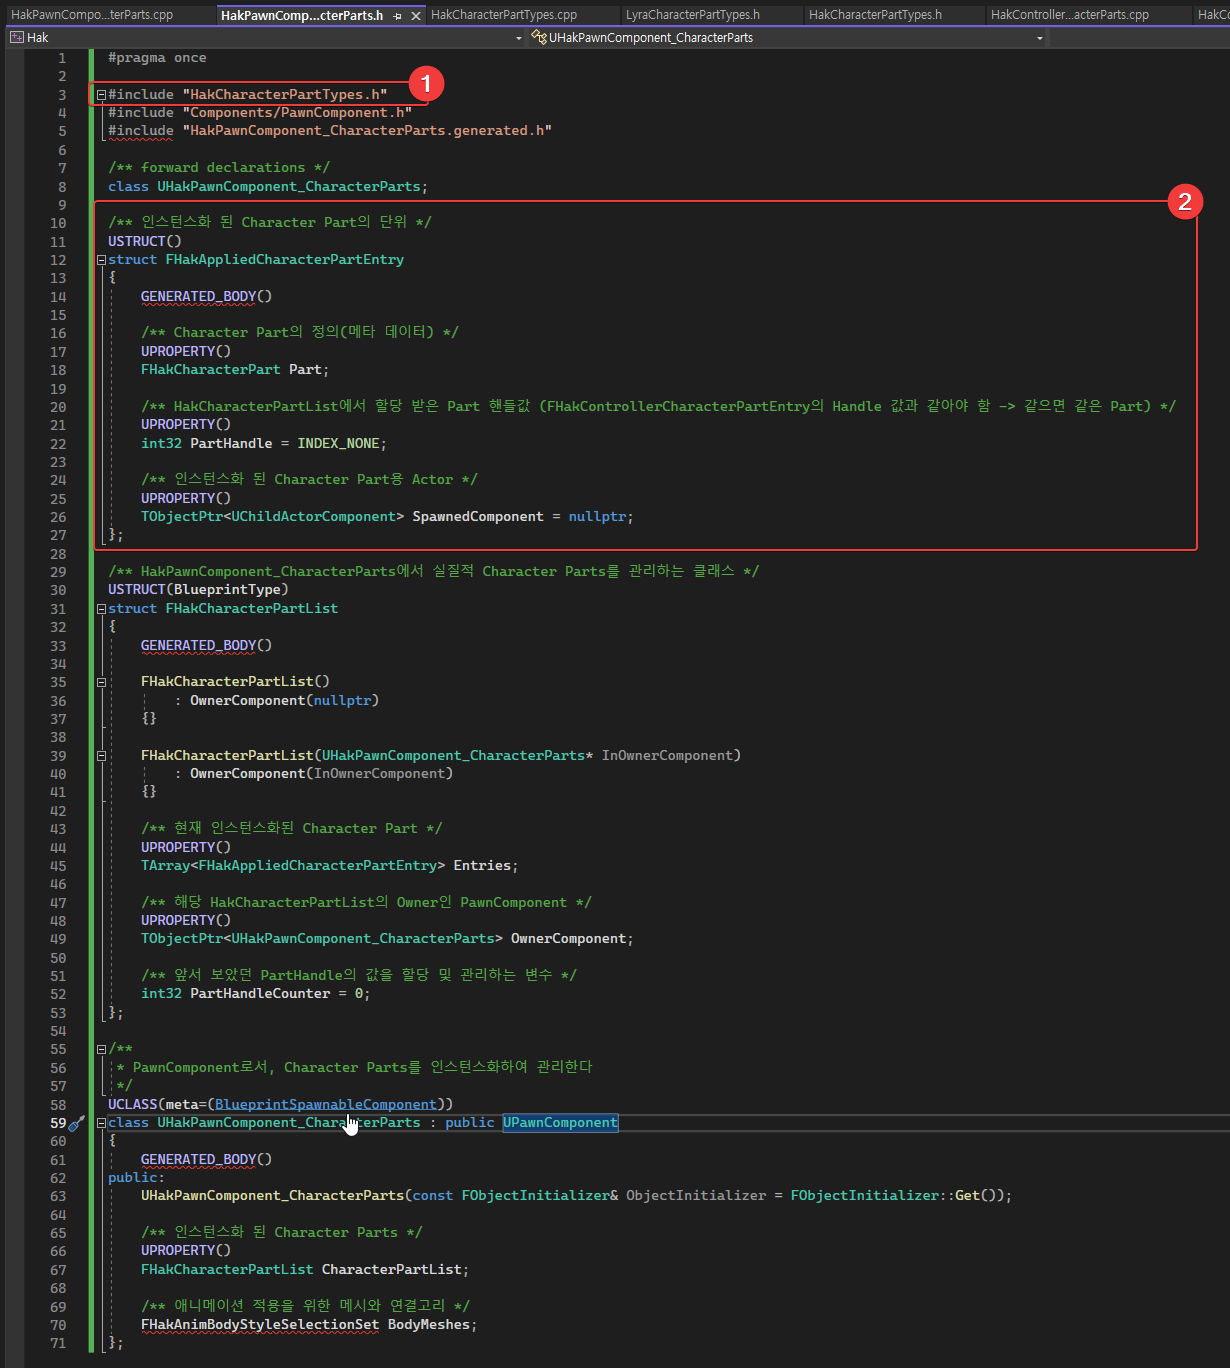 HakPawnCompo...terParts.cpp
HakPawnComp...cterParts.h
HakCharacterPartTypes.cpp
LyraCharacterPartTypes.h
HakCharacterPartTypes.h
HakController...acterParts.cpp
HakCo
Hak
UHakPawnComponent_CharacterParts
1 #pragma once
2
3 #include "HakCharacterPartTypes.h"
1
4 #include "Components/PawnComponent.h"
5 #include "HakPawnComponent_CharacterParts.generated.h"
6
7 /** forward declarations */
8 class UHakPawnComponent_CharacterParts;
9
2
10 /** 인스턴스화 된 Character Part의 단위 */
11 USTRUCT()
12 struct FHakAppliedCharacterPartEntry
13 {
14 GENERATED_BODY()
15
16 /** Character Part의 정의(메타 데이터) */
17 UPROPERTY()
18 FHakCharacterPart Part;
19
20 /** HakCharacterPartList에서 할당 받은 Part 핸들값 (FHakControllerCharacterPartEntry의 Handle 값과 같아야 함 -> 같으면 같은 Part) */
21 UPROPERTY()
22 int32 PartHandle = INDEX_NONE;
23
24 /** 인스턴스화 된 Character Part용 Actor */
25 UPROPERTY()
26 TObjectPtr<UChildActorComponent> SpawnedComponent = nullptr;
27 };
28
29 /** HakPawnComponent_CharacterParts에서 실질적 Character Parts를 관리하는 클래스 */
30 USTRUCT(BlueprintType)
31 struct FHakCharacterPartList
32 {
33 GENERATED_BODY()
34
35 FHakCharacterPartList()
36 : OwnerComponent(nullptr)
37 {}
38
39 FHakCharacterPartList(UHakPawnComponent_CharacterParts* InOwnerComponent)
40 : OwnerComponent(InOwnerComponent)
41 {}
42
43 /** 현재 인스턴스화된 Character Part */
44 UPROPERTY()
45 TArray<FHakAppliedCharacterPartEntry> Entries;
46
47 /** 해당 HakCharacterPartList의 Owner인 PawnComponent */
48 UPROPERTY()
49 TObjectPtr<UHakPawnComponent_CharacterParts> OwnerComponent;
50
51 /** 앞서 보았던 PartHandle의 값을 할당 및 관리하는 변수 */
52 int32 PartHandleCounter = 0;
53 };
54
55 /**
56 * PawnComponent로서, Character Parts를 인스턴스화하여 관리한다
57 */
58 UCLASS(meta=(BlueprintSpawnableComponent))
59 class UHakPawnComponent_CharacterParts : public UPawnComponent
60 {
61 GENERATED_BODY()
62 public:
63 UHakPawnComponent_CharacterParts(const FObjectInitializer& ObjectInitializer = FObjectInitializer::Get());
64
65 /** 인스턴스화 된 Character Parts */
66 UPROPERTY()
67 FHakCharacterPartList CharacterPartList;
68
69 /** 애니메이션 적용을 위한 메시와 연결고리 */
70 FHakAnimBodyStyleSelectionSet BodyMeshes;
71 };